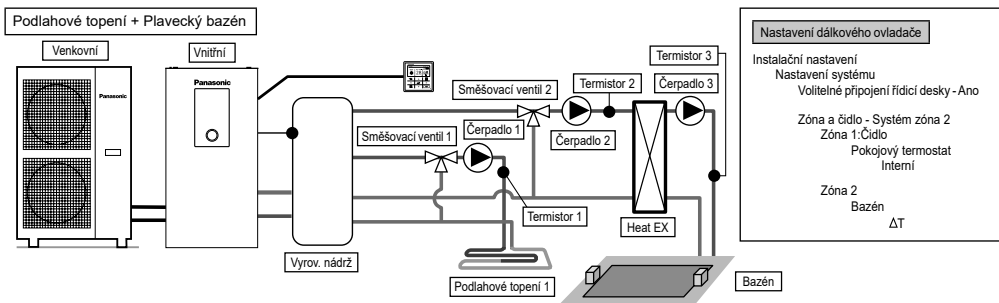 Podlahové topení + Plavecký bazén
Venkovní
Vnitřní
Panasonic
Panasonic
Směšovací ventil 2
Směšovací ventil 1
Čerpadlo 1
Čerpadlo 2
Termistor 2
Čerpadlo 3
Termistor 3
Termistor 1
Heat EX
Vyrov. nádrž
Podlahové topení 1
Bazén
Nastavení dálkového ovladače
Instalační nastavení
Nastavení systému
Volitelné připojení řídicí desky - Ano
Zóna a čidlo - Systém zóna 2
Zóna 1:Čidlo
Pokojový termostat
Interní
Zóna 2
Bazén
ΔT